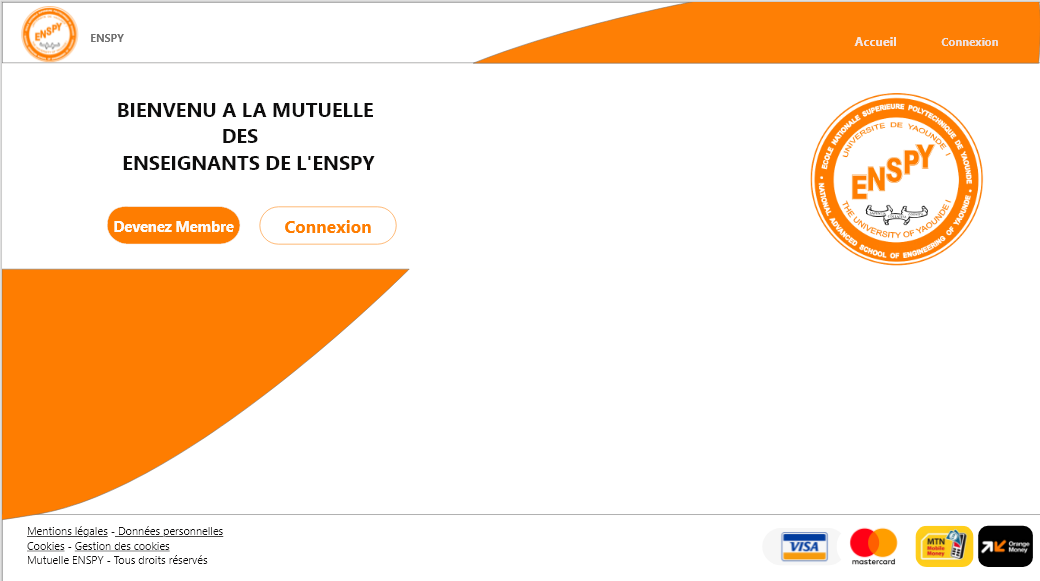 ENSPY
ENSPY
Accueil
Connexion
BIENVENU A LA MUTUELLE
DES
ENSEIGNANTS DE L'ENSPY
Devenez Membre
Connexion
ECOLE NATIONALE SUPERIEURE POLYTECHNIQUE DE YAOUNDE
UNIVERSITE DE YAOUNDE I
ENSPY
THE UNIVERSITY OF YAOUNDE I
NATIONAL ADVANCED SCHOOL OF ENGINEERING OF YAOUNDE
Mentions légales - Données personnelles
Cookies - Gestion des cookies
Mutuelle ENSPY - Tous droits réservés
VISA
mastercard
MTN
Mobile
Money
Orange
Money